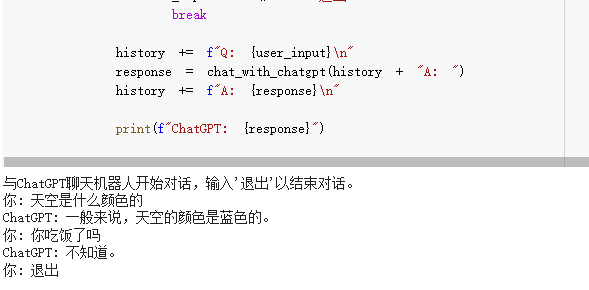 break
history += f"Q: {user_input}\n"
response = chat_with_chatgpt(history + "A: ")
history += f"A: {response}\n"
print(f"ChatGPT: {response}")
与ChatGPT聊天机器人开始对话，输入'退出'以结束对话。
你: 天空是什么颜色的
ChatGPT: 一般来说，天空的颜色是蓝色的。
你: 你吃饭了吗
ChatGPT: 不知道。
你: 退出